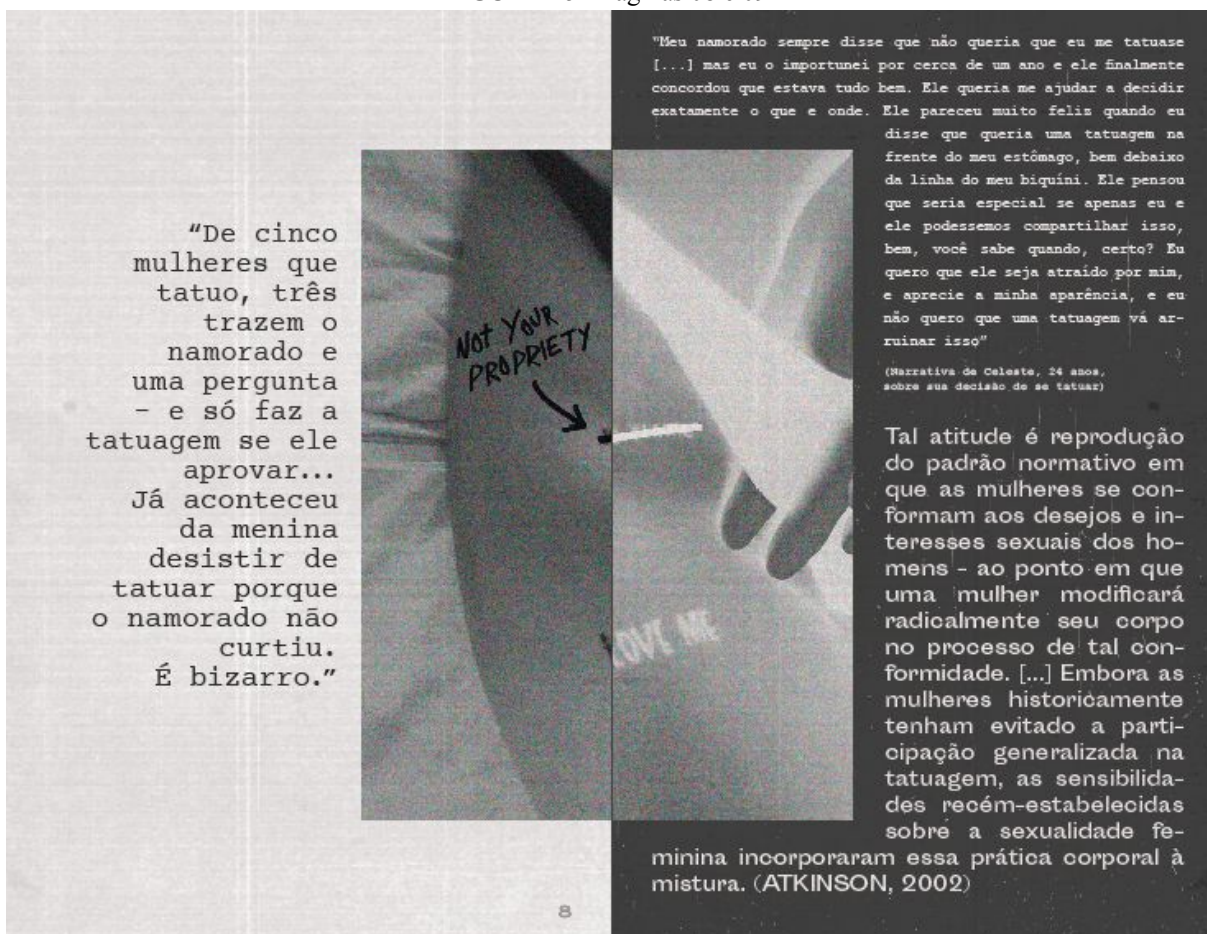 “De cinco
mulheres que
tatuo, três
trazem o
namorado e
uma pergunta
– e só faz a
tatuagem se ele
aprovar...
Já aconteceu
da menina
desistir de
tatuar porque
o namorado não
curtiu.
É bizarro.”
NOT YOUR
PROPRIETY
LOVE ME
8
"Meu namorado sempre disse que não queria que eu me tatuase
[...] mas eu o importunei por cerca de um ano e ele finalmente
concordou que estava tudo bem. Ele queria me ajudar a decidir
exatamente o que e onde. Ele pareceu muito felis quando eu
disse que queria uma tatuagem na
frente do meu estômago, bem debaixo
da linha do meu biquíni. Ele pensou
que seria especial se apenas eu e
ele podessemos compartilhar isso,
bem, você sabe quando, certo? Eu
quero que ele seja atraído por mim,
e aprecie a minha aparência, e eu
não quero que uma tatuagem vá ar-
ruinar isso”
(Narrativa de Celeste, 24 anos,
sobre sua decisão de se tatuar)
Tal atitude é reprodução
do padrão normativo em
que as mulheres se con-
formam aos desejos e in-
teresses sexuais dos ho-
mens - ao ponto em que
uma mulher modificará
radicalmente seu corpo
no processo de tal con-
formidade. [...] Embora as
mulheres historicamente
tenham evitado a parti-
cipação generalizada na
tatuagem, as sensibilida-
des recém-estabelecidas
sobre a sexualidade fe-
minina incorporaram essa prática corporal à
mistura. (ATKINSON, 2002)